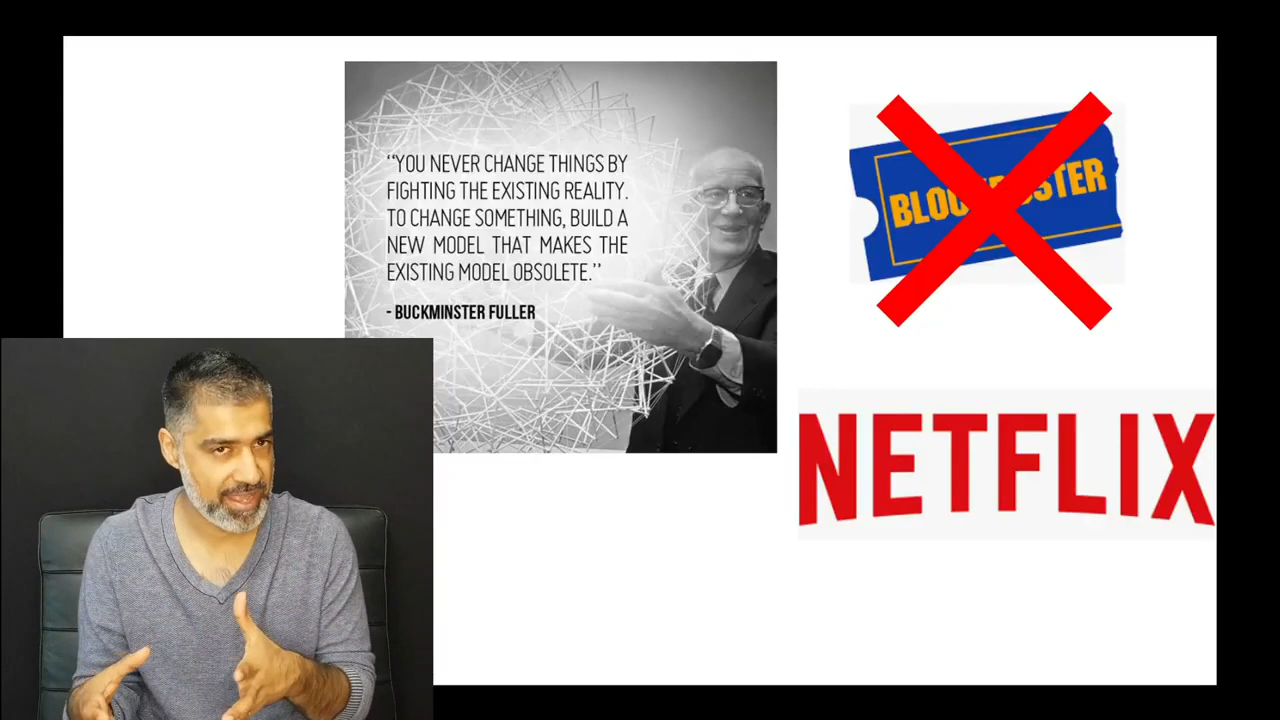 “YOU NEVER CHANGE THINGS BY
FIGHTING THE EXISTING REALITY.
TO CHANGE SOMETHING, BUILD A
NEW MODEL THAT MAKES THE
EXISTING MODEL OBSOLETE.”
- BUCKMINSTER FULLER
BLOCKBUSTER
NETFLIX